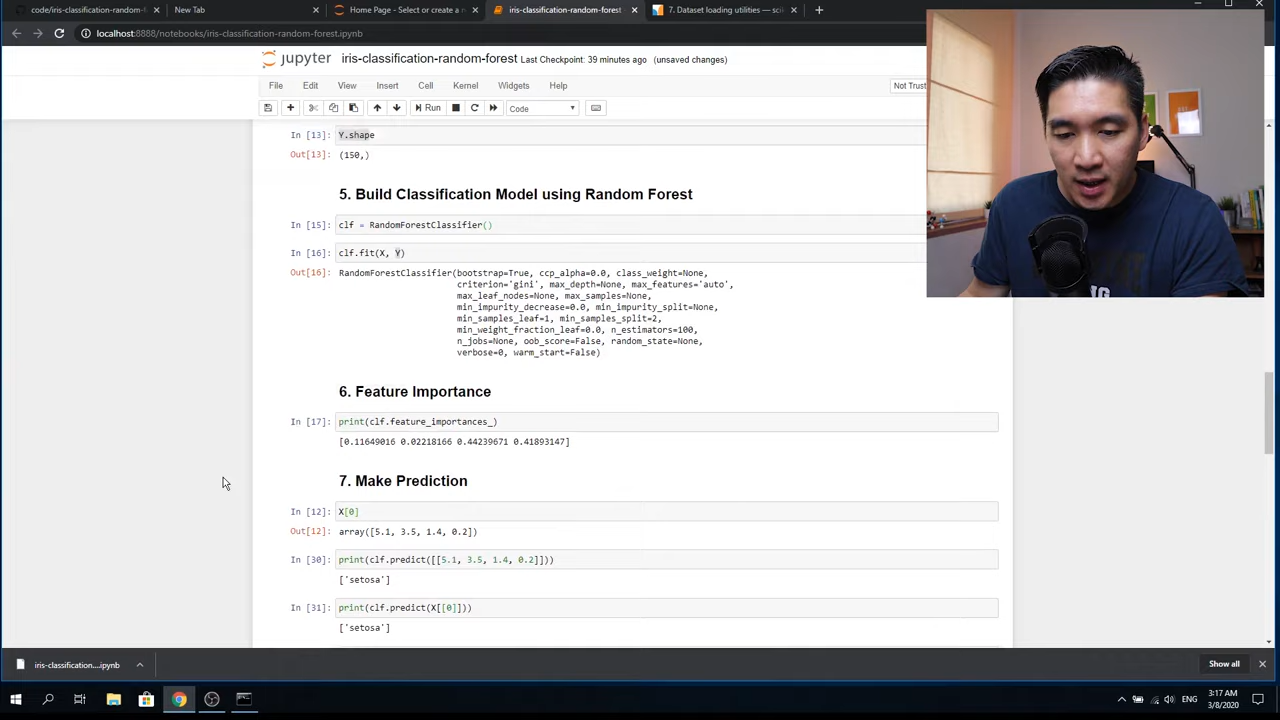 code/iris-classification-random-f
New Tab
Home Page - Select or create a n
iris-classification-random-forest
7. Dataset loading utilities — sci
localhost:8888/notebooks/iris-classification-random-forest.ipynb
jupyter iris-classification-random-forest Last Checkpoint: 39 minutes ago (unsaved changes)
File Edit View Insert Cell Kernel Widgets Help
Not Trust
Run
Code
In [13]: Y.shape
Out[13]: (150,)
5. Build Classification Model using Random Forest
In [15]: clf = RandomForestClassifier()
In [16]: clf.fit(X, Y)
Out[16]: RandomForestClassifier(bootstrap=True, ccp_alpha=0.0, class_weight=None,
criterion='gini', max_depth=None, max_features='auto',
max_leaf_nodes=None, max_samples=None,
min_impurity_decrease=0.0, min_impurity_split=None,
min_samples_leaf=1, min_samples_split=2,
min_weight_fraction_leaf=0.0, n_estimators=100,
n_jobs=None, oob_score=False, random_state=None,
verbose=0, warm_start=False)
6. Feature Importance
In [17]: print(clf.feature_importances_)
[0.11649016 0.02218166 0.44239671 0.41893147]
7. Make Prediction
In [12]: X[0]
Out[12]: array([5.1, 3.5, 1.4, 0.2])
In [30]: print(clf.predict([[5.1, 3.5, 1.4, 0.2]]))
['setosa']
In [31]: print(clf.predict(X[[0]]))
['setosa']
iris-classification....ipynb
Show all
ENG
3:17 AM
3/8/2020